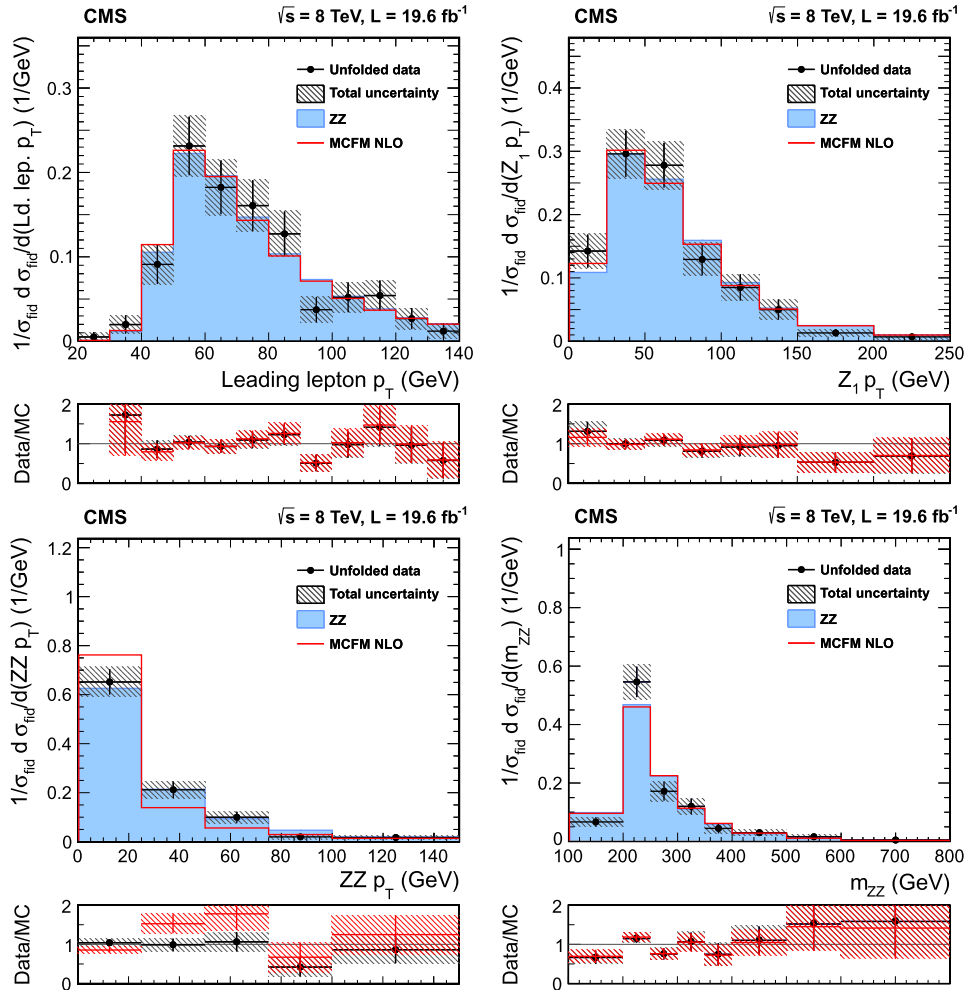 CMS
√s = 8 TeV, L = 19.6 fb⁻¹
1/σ_fid d σ_fid/d(Ld. lep. p_T) (1/GeV)
0.3
0.2
0.1
0
Unfolded data
Total uncertainty
ZZ
MCFM NLO
20 40 60 80 100 120 140
Leading lepton p_T (GeV)
Data/MC
2
1
0
CMS
√s = 8 TeV, L = 19.6 fb⁻¹
1/σ_fid d σ_fid/d(Z₁ p_T) (1/GeV)
0.4
0.3
0.2
0.1
0
Unfolded data
Total uncertainty
ZZ
MCFM NLO
0 50 100 150 200 250
Z₁ p_T (GeV)
Data/MC
2
1
0
CMS
√s = 8 TeV, L = 19.6 fb⁻¹
1/σ_fid d σ_fid/d(ZZ p_T) (1/GeV)
1.2
1
0.8
0.6
0.4
0.2
0
Unfolded data
Total uncertainty
ZZ
MCFM NLO
0 20 40 60 80 100 120 140
ZZ p_T (GeV)
Data/MC
2
1
0
CMS
√s = 8 TeV, L = 19.6 fb⁻¹
1/σ_fid d σ_fid/d(m_ZZ) (1/GeV)
1
0.8
0.6
0.4
0.2
0
Unfolded data
Total uncertainty
ZZ
MCFM NLO
100 200 300 400 500 600 700 800
m_ZZ (GeV)
Data/MC
2
1
0